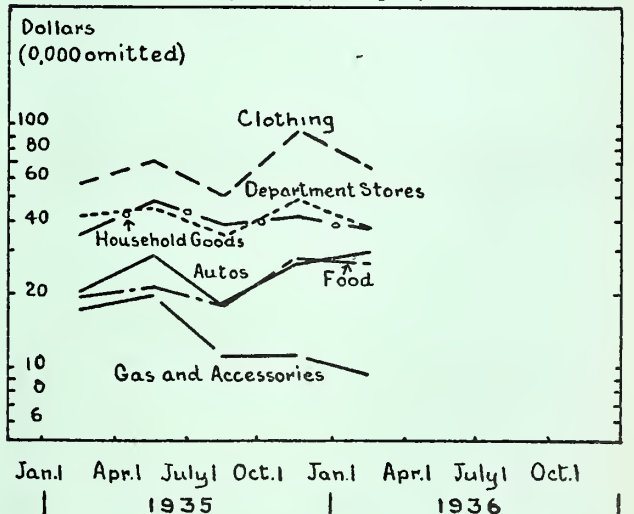 Dollars
(0,000 omitted)
100
80
60
40
20
10
8
6
Clothing
Department Stores
Household Goods
Autos
Food
Gas and Accessories
Jan.1 Apr.1 July1 Oct.1 Jan.1 Apr.1 July1 Oct.1
1935 1936